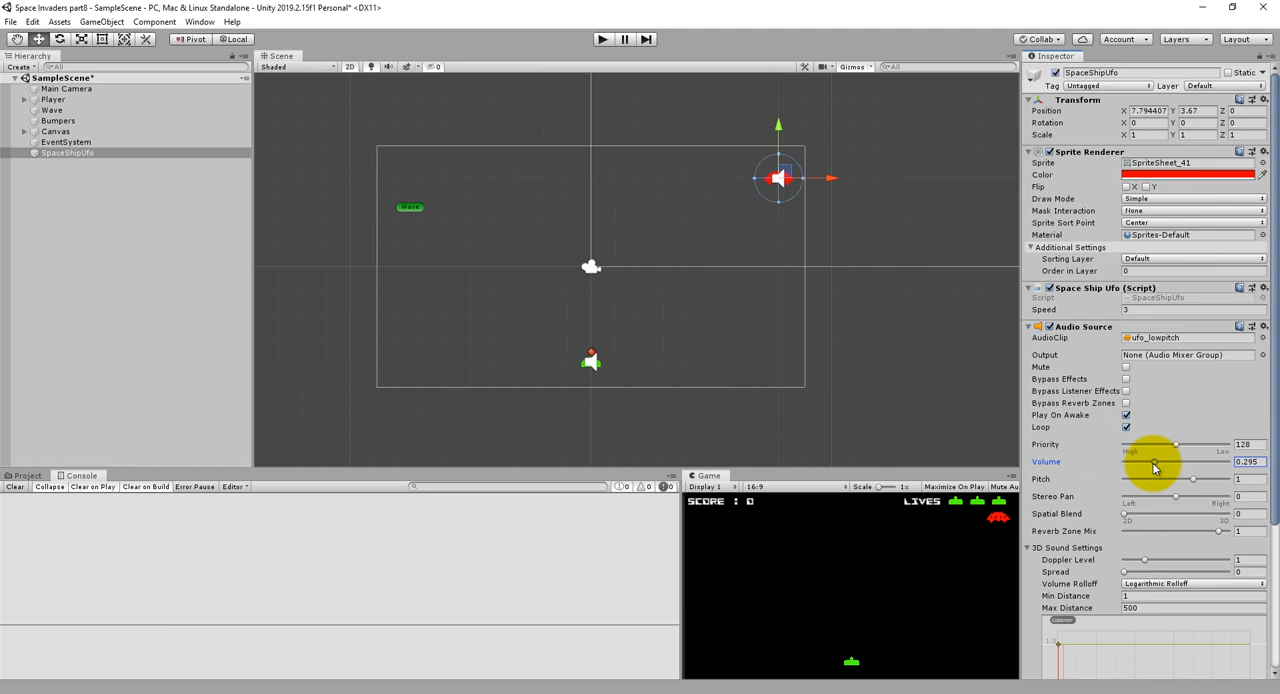 Space Invaders part8 - SampleScene - PC, Mac & Linux Standalone - Unity 2019.2.15f1 Personal* <DX11>
File Edit Assets GameObject Component Window Help
Pivot Local Collab Account Layers Layout
Hierarchy Scene Inspector
Create All Shaded 2D 0 Gizmos All SpaceShipUfo Static
SampleScene* Tag Untagged Layer Default
Main Camera
Player
Wave
Bumpers
Canvas
EventSystem
SpaceShipUfo
Wave
Transform
Position X 7.794407 Y 3.67 Z 0
Rotation X 0 Y 0 Z 0
Scale X 1 Y 1 Z 1
Sprite Renderer
Sprite SpriteSheet_41
Color
Flip X Y
Draw Mode Simple
Mask Interaction None
Sprite Sort Point Center
Material Sprites-Default
Additional Settings
Sorting Layer Default
Order in Layer 0
Space Ship Ufo (Script)
Script SpaceShipUfo
Speed 3
Audio Source
AudioClip ufo_lowpitch
Output None (Audio Mixer Group)
Mute
Bypass Effects
Bypass Listener Effects
Bypass Reverb Zones
Play On Awake
Loop
Priority 128
High Low
Volume 0.295
Pitch 1
Stereo Pan 0
Left Right
Spatial Blend 0
2D 3D
Reverb Zone Mix 1
3D Sound Settings
Doppler Level 1
Spread 0
Volume Rolloff Logarithmic Rolloff
Min Distance 1
Max Distance 500
Listener
1.0
Project Console
Clear Collapse Clear on Play Clear on Build Error Pause Editor 0 0 0
Game
Display 1 16:9 Scale 1x Maximize On Play Mute Au
SCORE : 0 LIVES